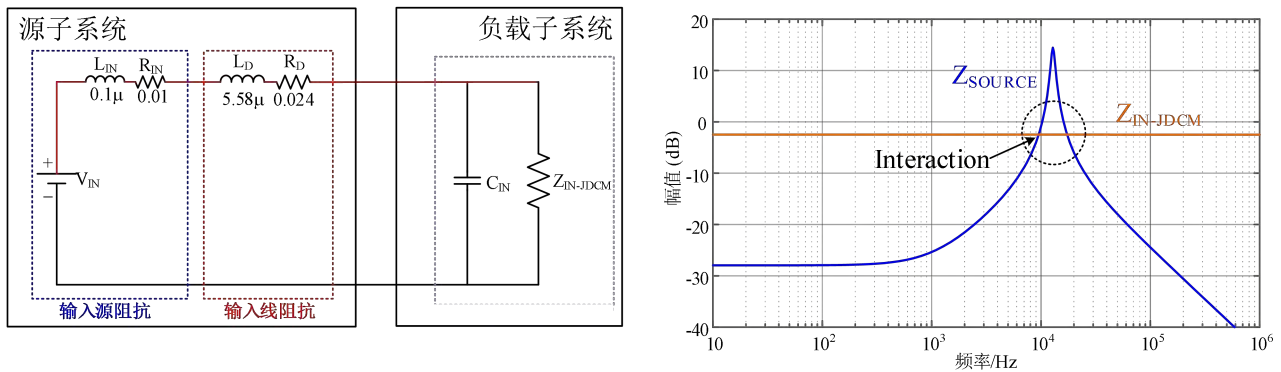 源子系统
负载子系统
L_IN R_IN
0.1μ 0.01
L_D R_D
5.58μ 0.024
+
V_IN
−
C_IN
Z_IN-JDCM
输入源阻抗
输入线阻抗
20
10
0
-10
-20
-30
-40
幅值 (dB)
Z_SOURCE
Z_IN-JDCM
Interaction
10 10^2 10^3 10^4 10^5 10^6
频率/Hz